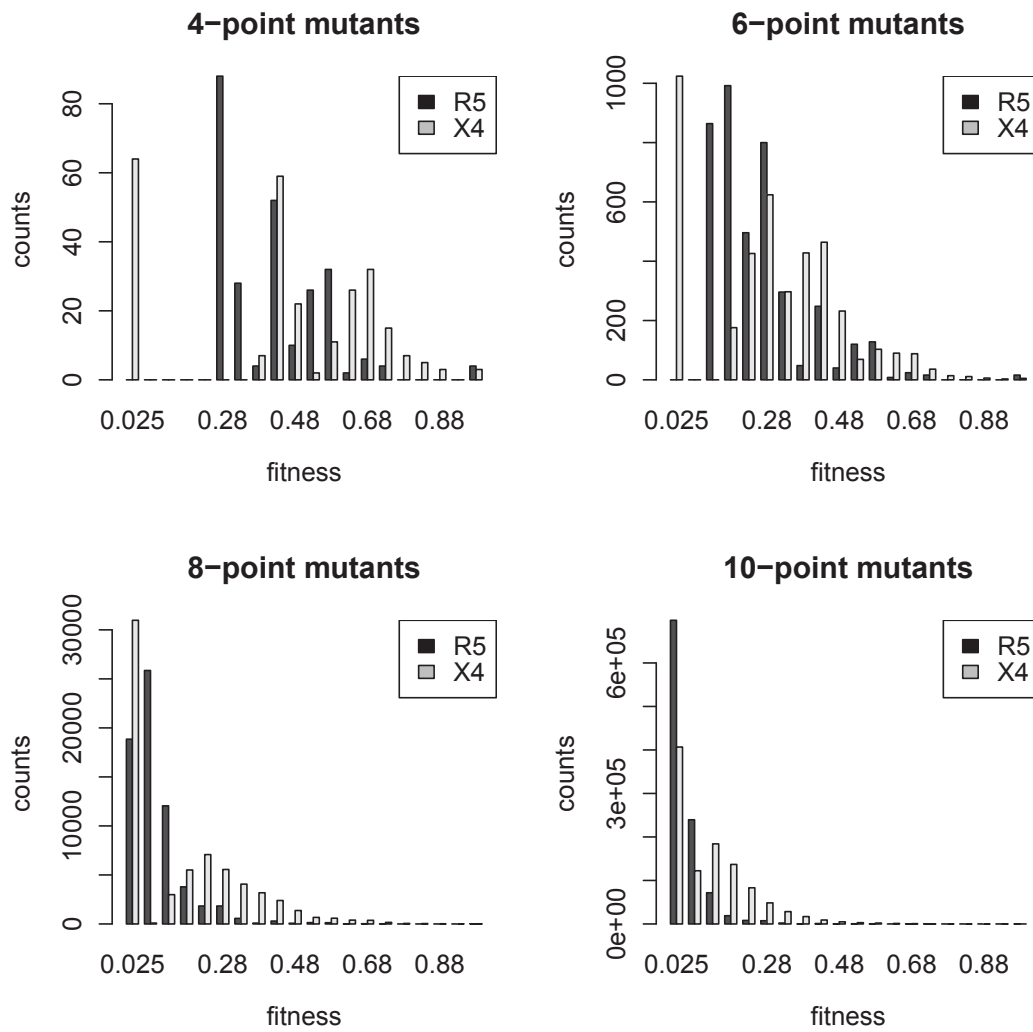 4−point mutants
R5
X4
counts
0
20
40
60
80
0.025
0.28
0.48
0.68
0.88
fitness
6−point mutants
R5
X4
counts
0
200
600
1000
0.025
0.28
0.48
0.68
0.88
fitness
8−point mutants
R5
X4
counts
0
10000
20000
30000
0.025
0.28
0.48
0.68
0.88
fitness
10−point mutants
R5
X4
counts
0e+00
3e+05
6e+05
0.025
0.28
0.48
0.68
0.88
fitness